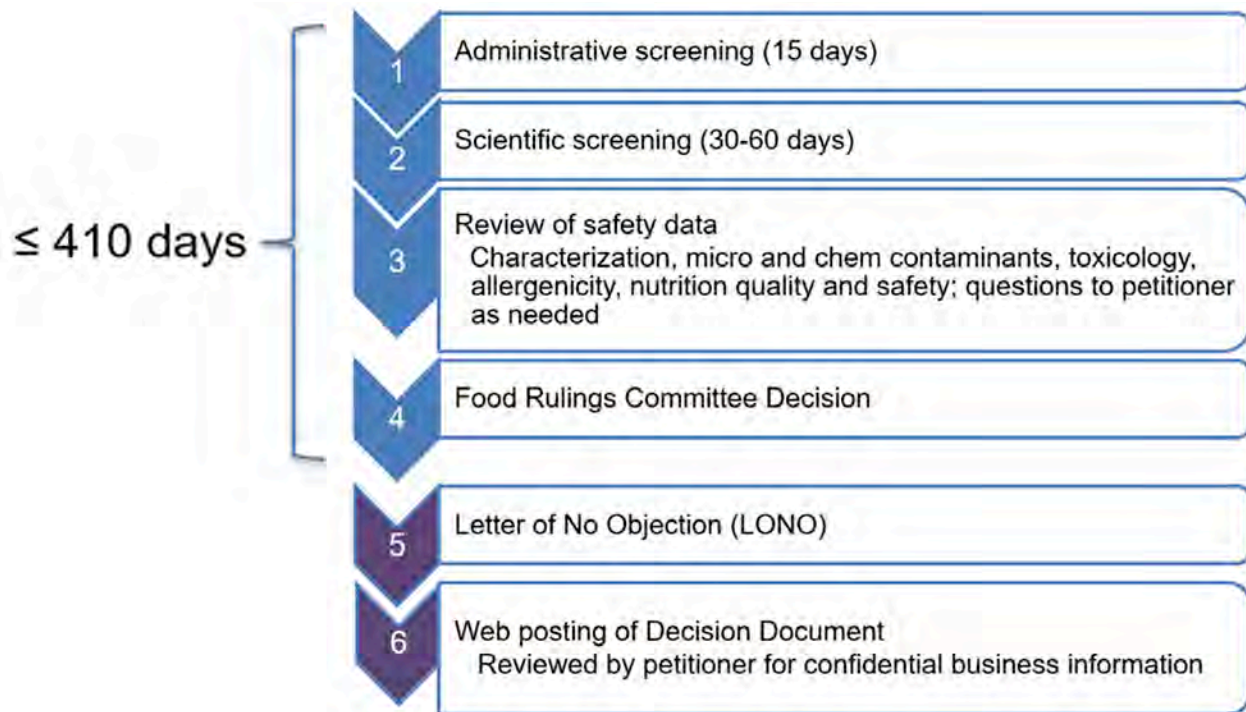 ≤ 410 days
1
Administrative screening (15 days)
2
Scientific screening (30-60 days)
3
Review of safety data
Characterization, micro and chem contaminants, toxicology,
allergenicity, nutrition quality and safety; questions to petitioner
as needed
4
Food Rulings Committee Decision
5
Letter of No Objection (LONO)
6
Web posting of Decision Document
Reviewed by petitioner for confidential business information